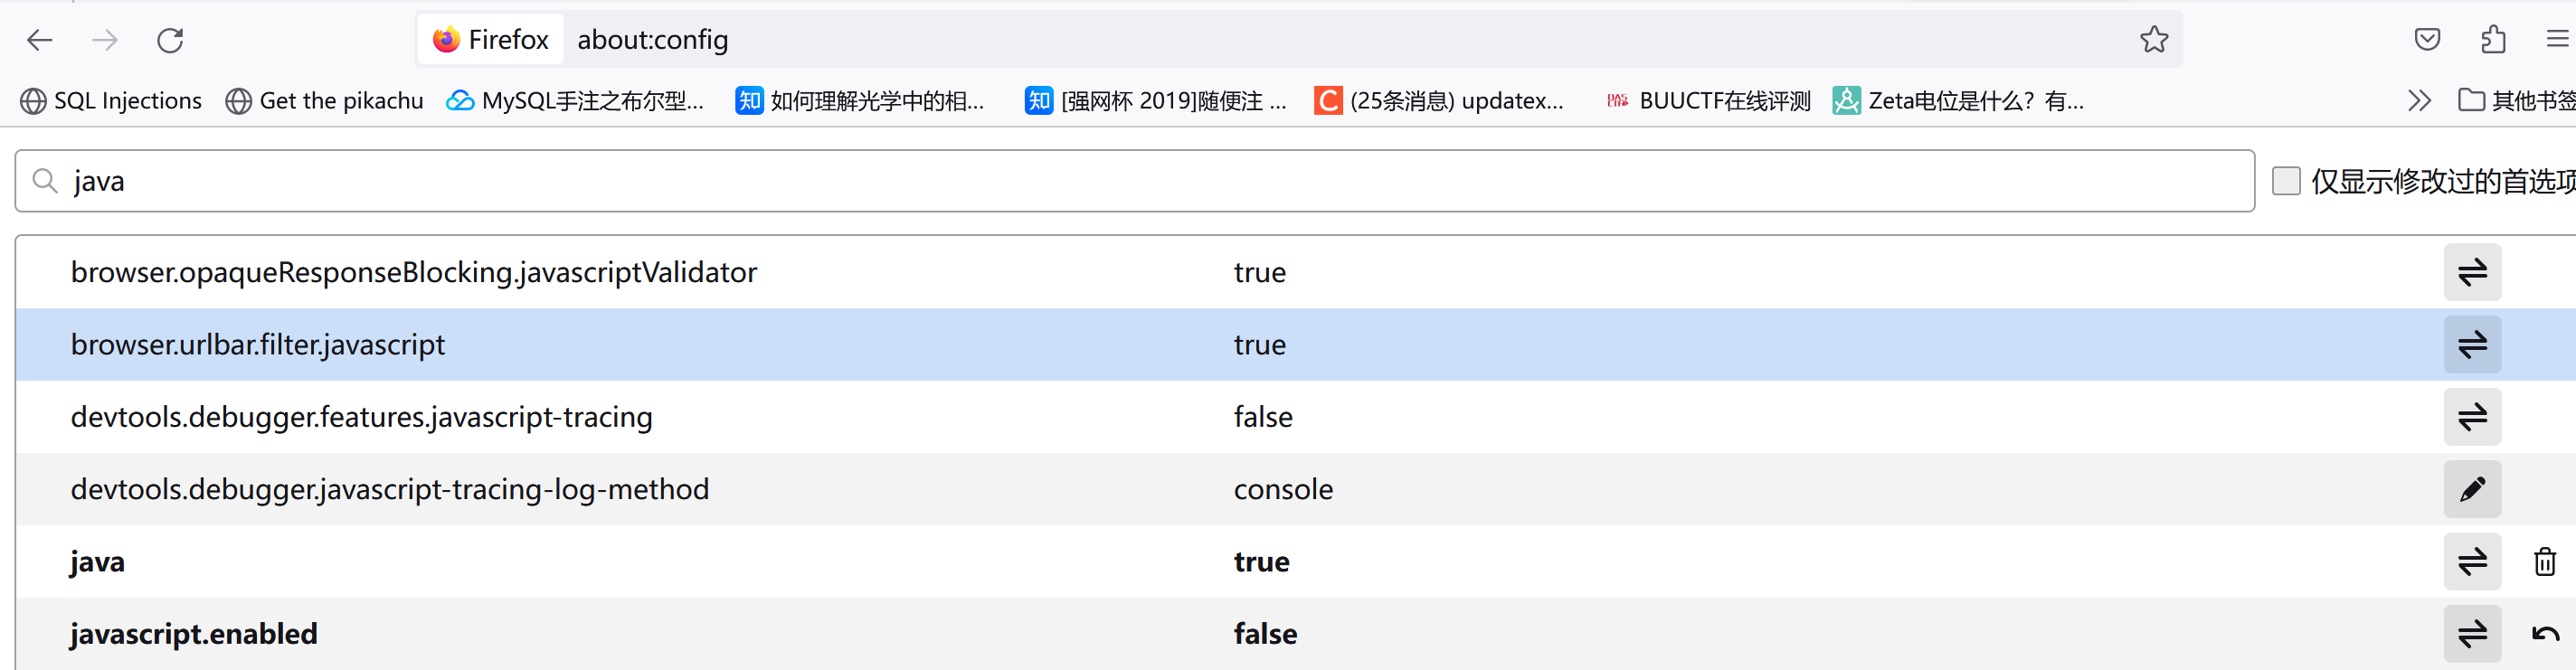 Firefox about:config
SQL Injections Get the pikachu MySQL手注之布尔型... 如何理解光学中的相... [强网杯 2019]随便注 ... (25条消息) updatex... BUUCTF在线评测 Zeta电位是什么？有... 其他书签
java 仅显示修改过的首选项
browser.opaqueResponseBlocking.javascriptValidator true
browser.urlbar.filter.javascript true
devtools.debugger.features.javascript-tracing false
devtools.debugger.javascript-tracing-log-method console
java true
javascript.enabled false